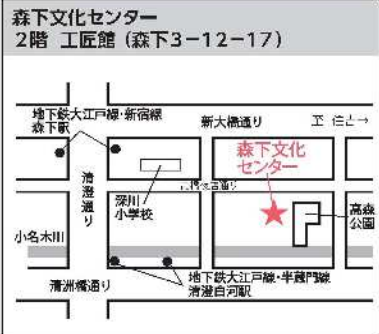 森下文化センター
2階 工匠館（森下3－12－17）
地下鉄大江戸線・新宿線
森下駅
新大橋通り
至 住吉→
森下文化
センター
清澄通り
深川
小学校
高森
公園
小名木川
地下鉄大江戸線・半蔵門線
清澄白河駅
清洲橋通り